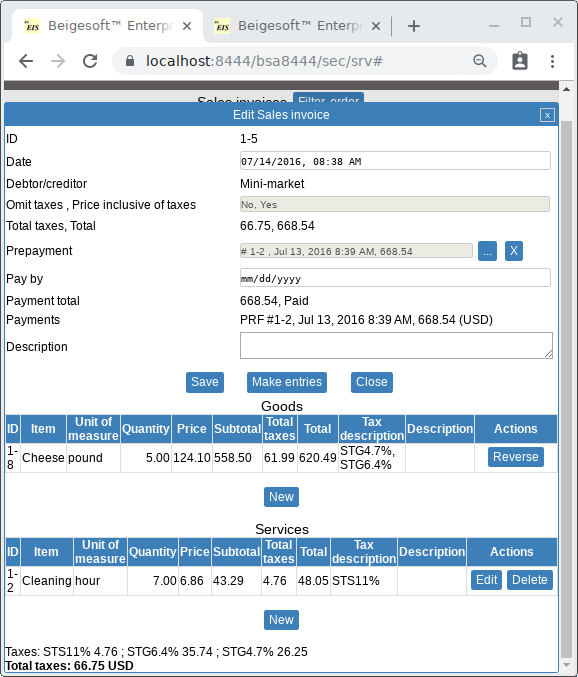 EIS Beigesoft™ Enterpr × EIS Beigesoft™ Enterpr × +
localhost:8444/bsa8444/sec/srv#
Sales invoices Filter, order
Edit Sales invoice x
ID 1-5
Date 07/14/2016, 08:38 AM
Debtor/creditor Mini-market
Omit taxes , Price inclusive of taxes No, Yes
Total taxes, Total 66.75, 668.54
Prepayment # 1-2 , Jul 13, 2016 8:39 AM, 668.54 ... X
Pay by mm/dd/yyyy
Payment total 668.54, Paid
Payments PRF #1-2, Jul 13, 2016 8:39 AM, 668.54 (USD)
Description
Save Make entries Close
Goods
ID Item Unit of measure Quantity Price Subtotal Total taxes Total Tax description Description Actions
1-8 Cheese pound 5.00 124.10 558.50 61.99 620.49 STG4.7%, STG6.4% Reverse
New
Services
ID Item Unit of measure Quantity Price Subtotal Total taxes Total Tax description Description Actions
1-2 Cleaning hour 7.00 6.86 43.29 4.76 48.05 STS11% Edit Delete
New
Taxes: STS11% 4.76 ; STG6.4% 35.74 ; STG4.7% 26.25
Total taxes: 66.75 USD